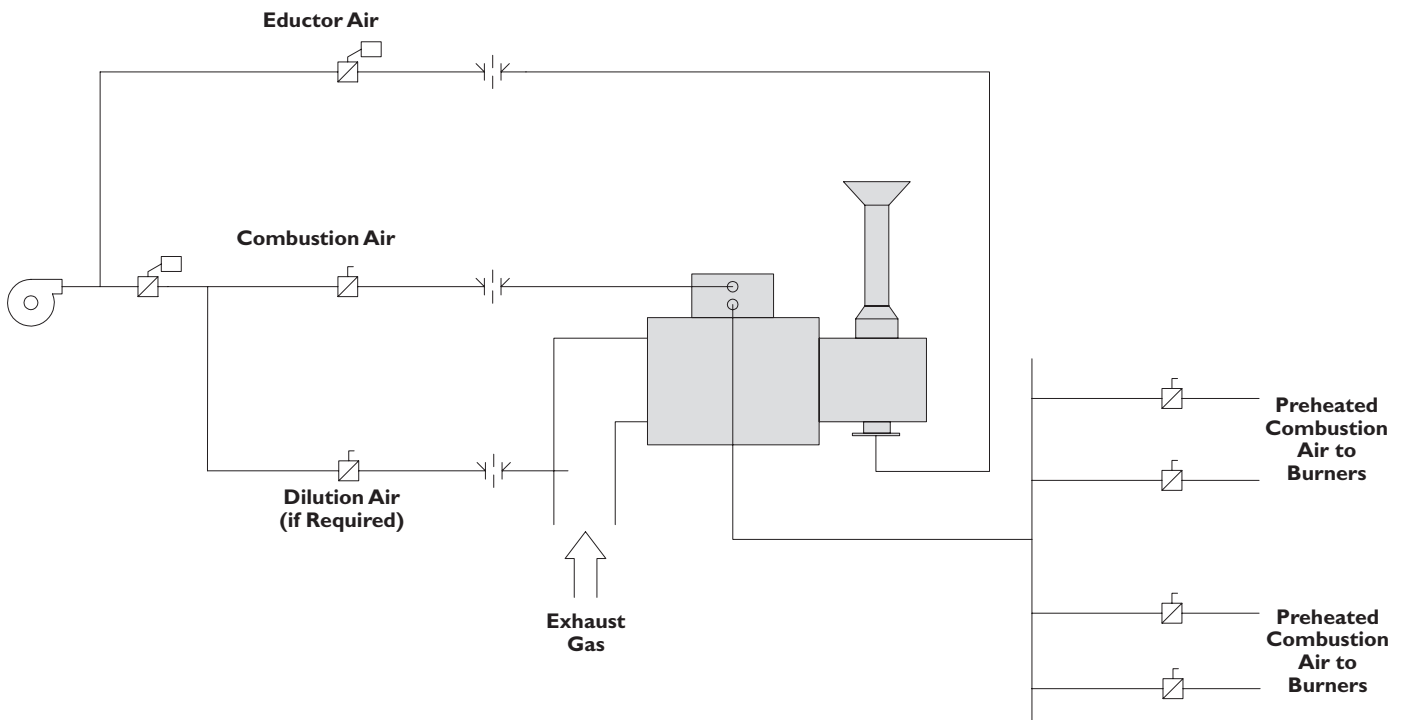 Eductor Air
Combustion Air
Dilution Air
(if Required)
Exhaust
Gas
Preheated
Combustion
Air to
Burners
Preheated
Combustion
Air to
Burners